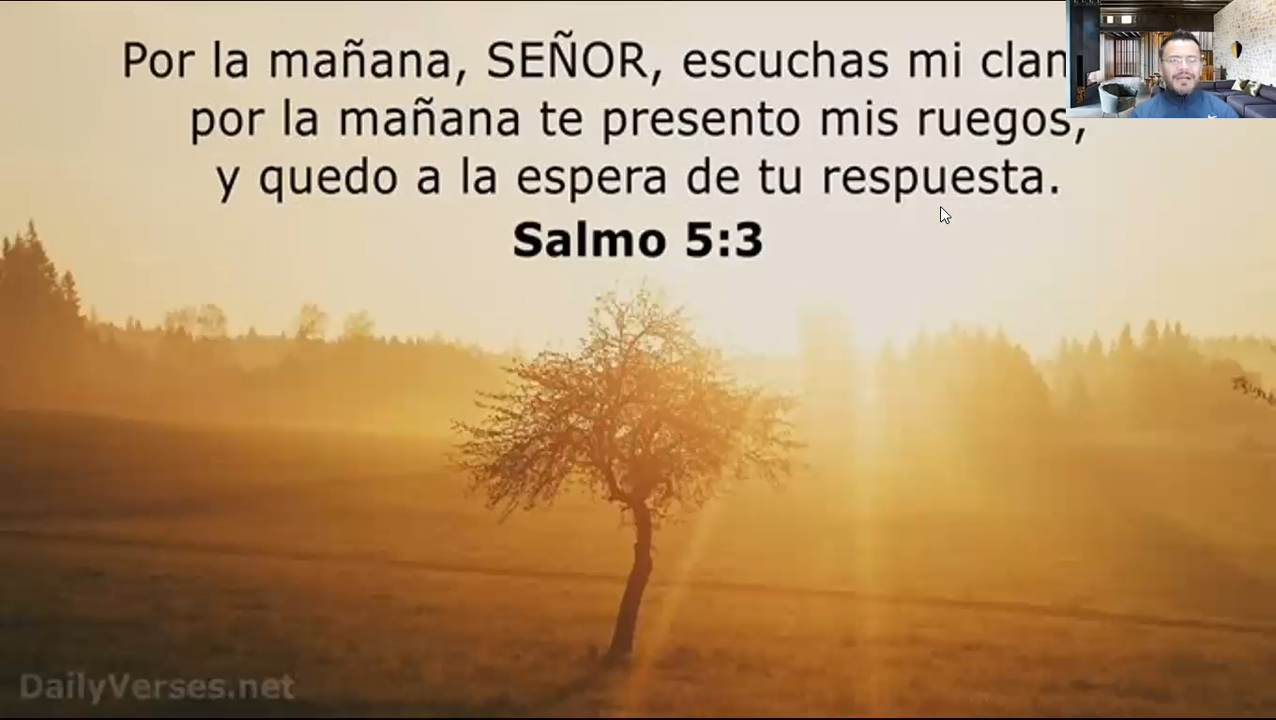 Por la mañana, SEÑOR, escuchas mi
por la mañana te presento mis ruegos,
y quedo a la espera de tu respuesta.
Salmo 5:3
DailyVerses.net